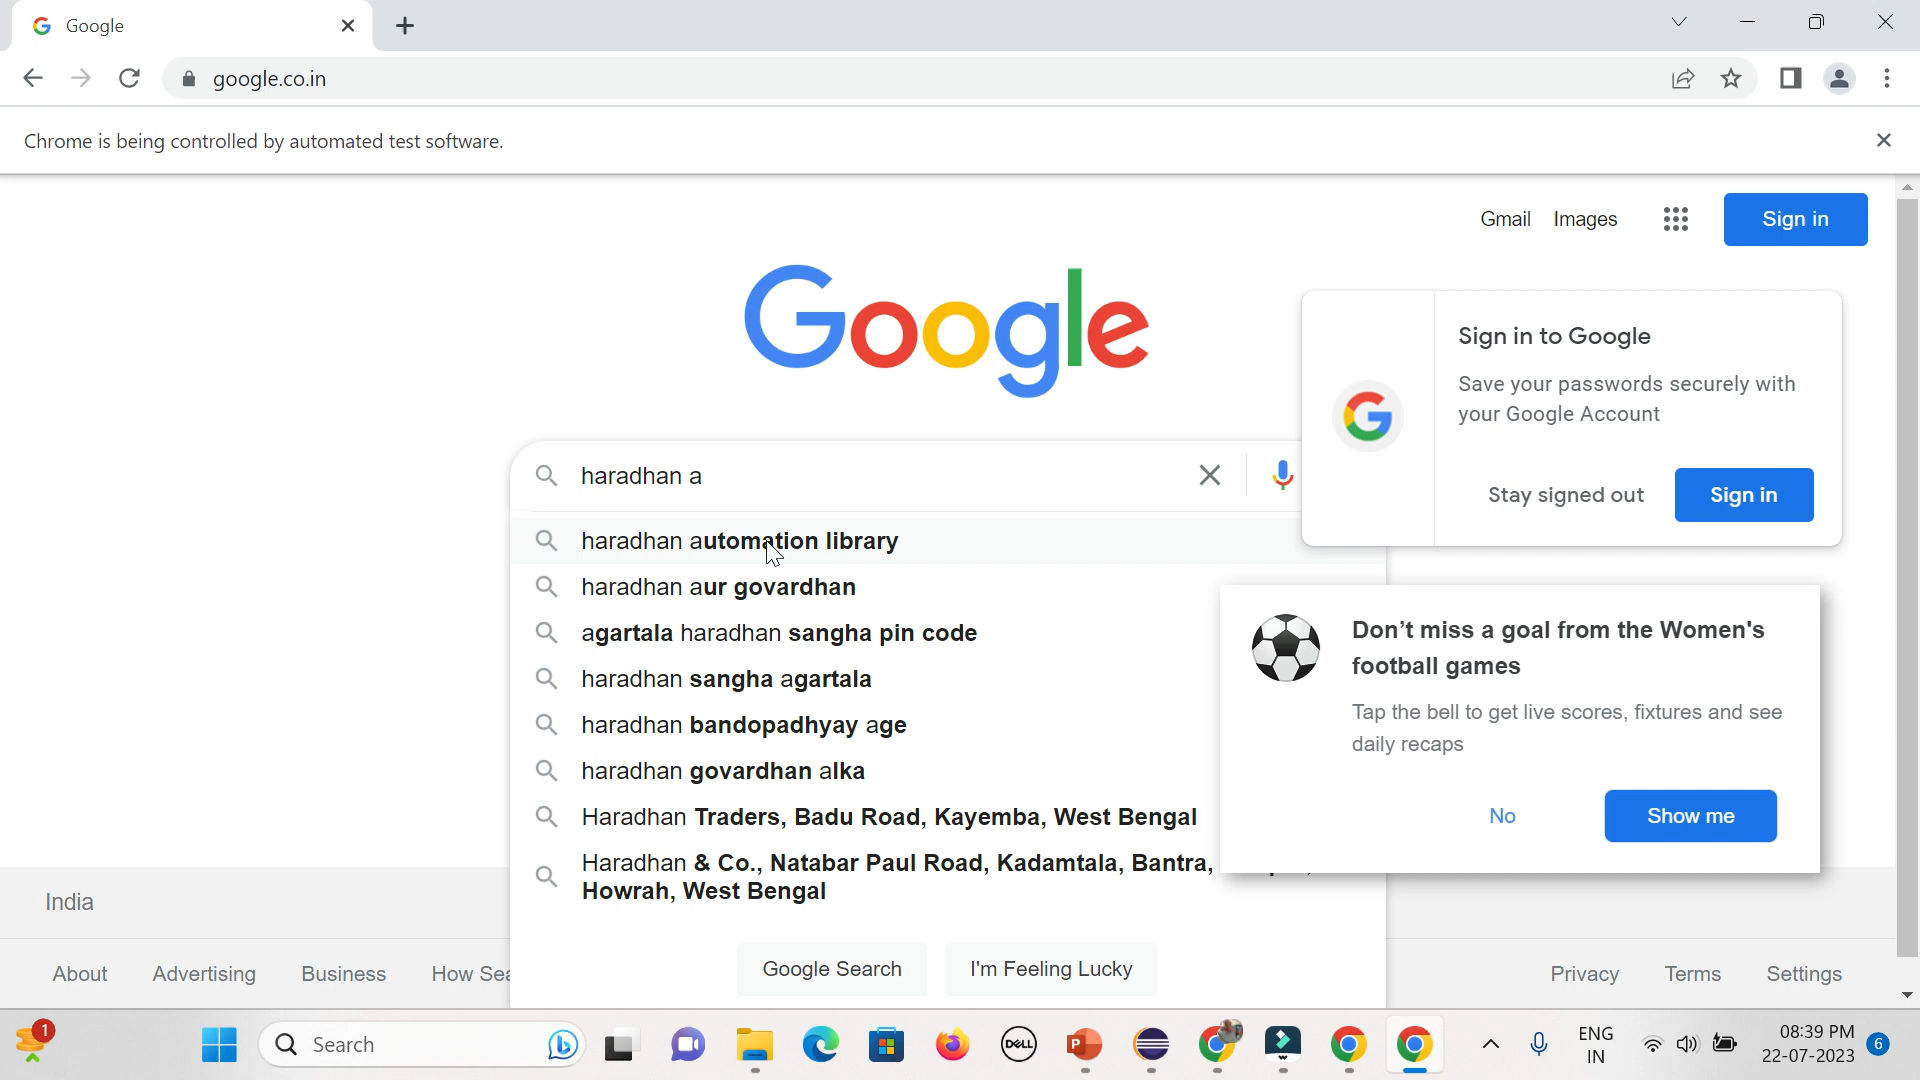 Google
google.co.in
Chrome is being controlled by automated test software.
Gmail Images Sign in
Google
Sign in to Google
Save your passwords securely with
your Google Account
Stay signed out Sign in
haradhan a
haradhan automation library
haradhan aur govardhan
agartala haradhan sangha pin code
haradhan sangha agartala
haradhan bandopadhyay age
haradhan govardhan alka
Haradhan Traders, Badu Road, Kayemba, West Bengal
Haradhan & Co., Natabar Paul Road, Kadamtala, Bantra,
Howrah, West Bengal
Don’t miss a goal from the Women's
football games
Tap the bell to get live scores, fixtures and see
daily recaps
No Show me
Google Search I'm Feeling Lucky
India
About Advertising Business How Sea
Privacy Terms Settings
1
Search
DELL
P
ENG
IN
08:39 PM
22-07-2023
6